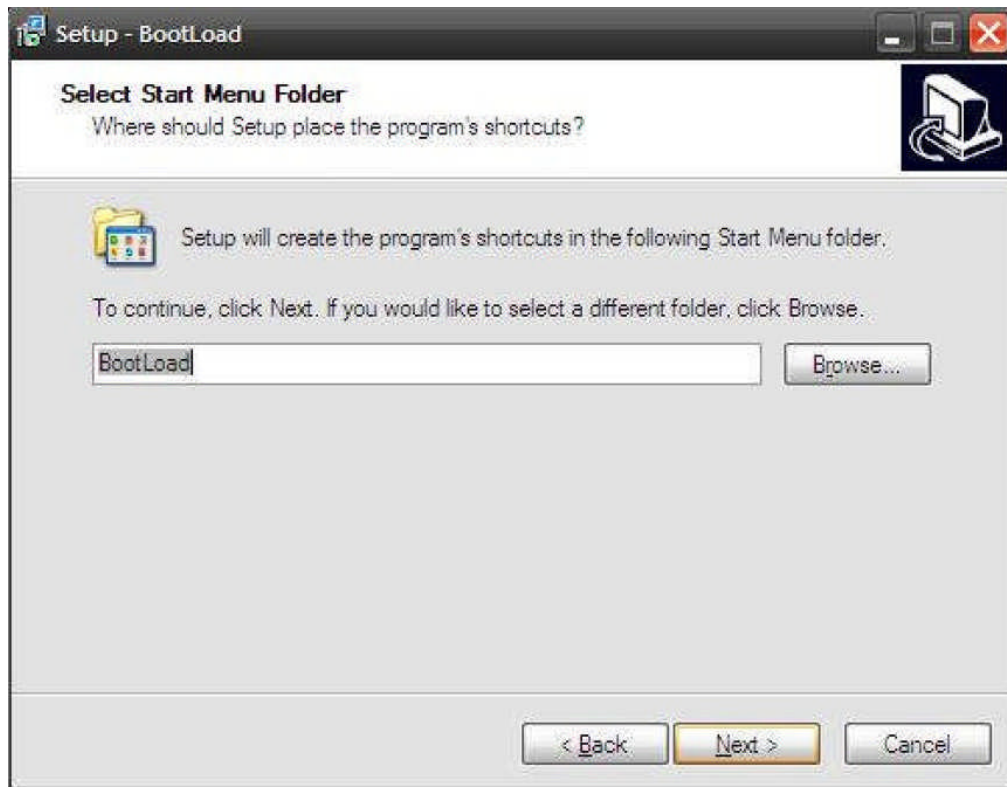 Setup - BootLoad
Select Start Menu Folder
Where should Setup place the program's shortcuts?
Setup will create the program's shortcuts in the following Start Menu folder.
To continue, click Next. If you would like to select a different folder, click Browse.
BootLoad
Browse...
< Back
Next >
Cancel